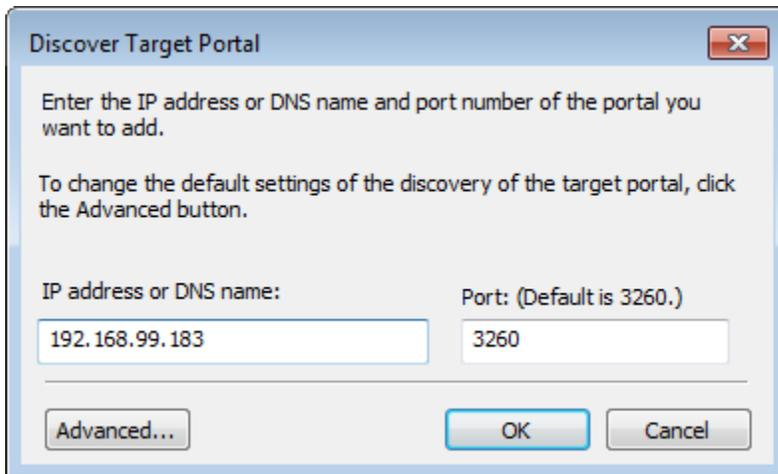 Discover Target Portal
Enter the IP address or DNS name and port number of the portal you
want to add.
To change the default settings of the discovery of the target portal, click
the Advanced button.
IP address or DNS name:
Port: (Default is 3260.)
192.168.99.183
3260
Advanced...
OK
Cancel